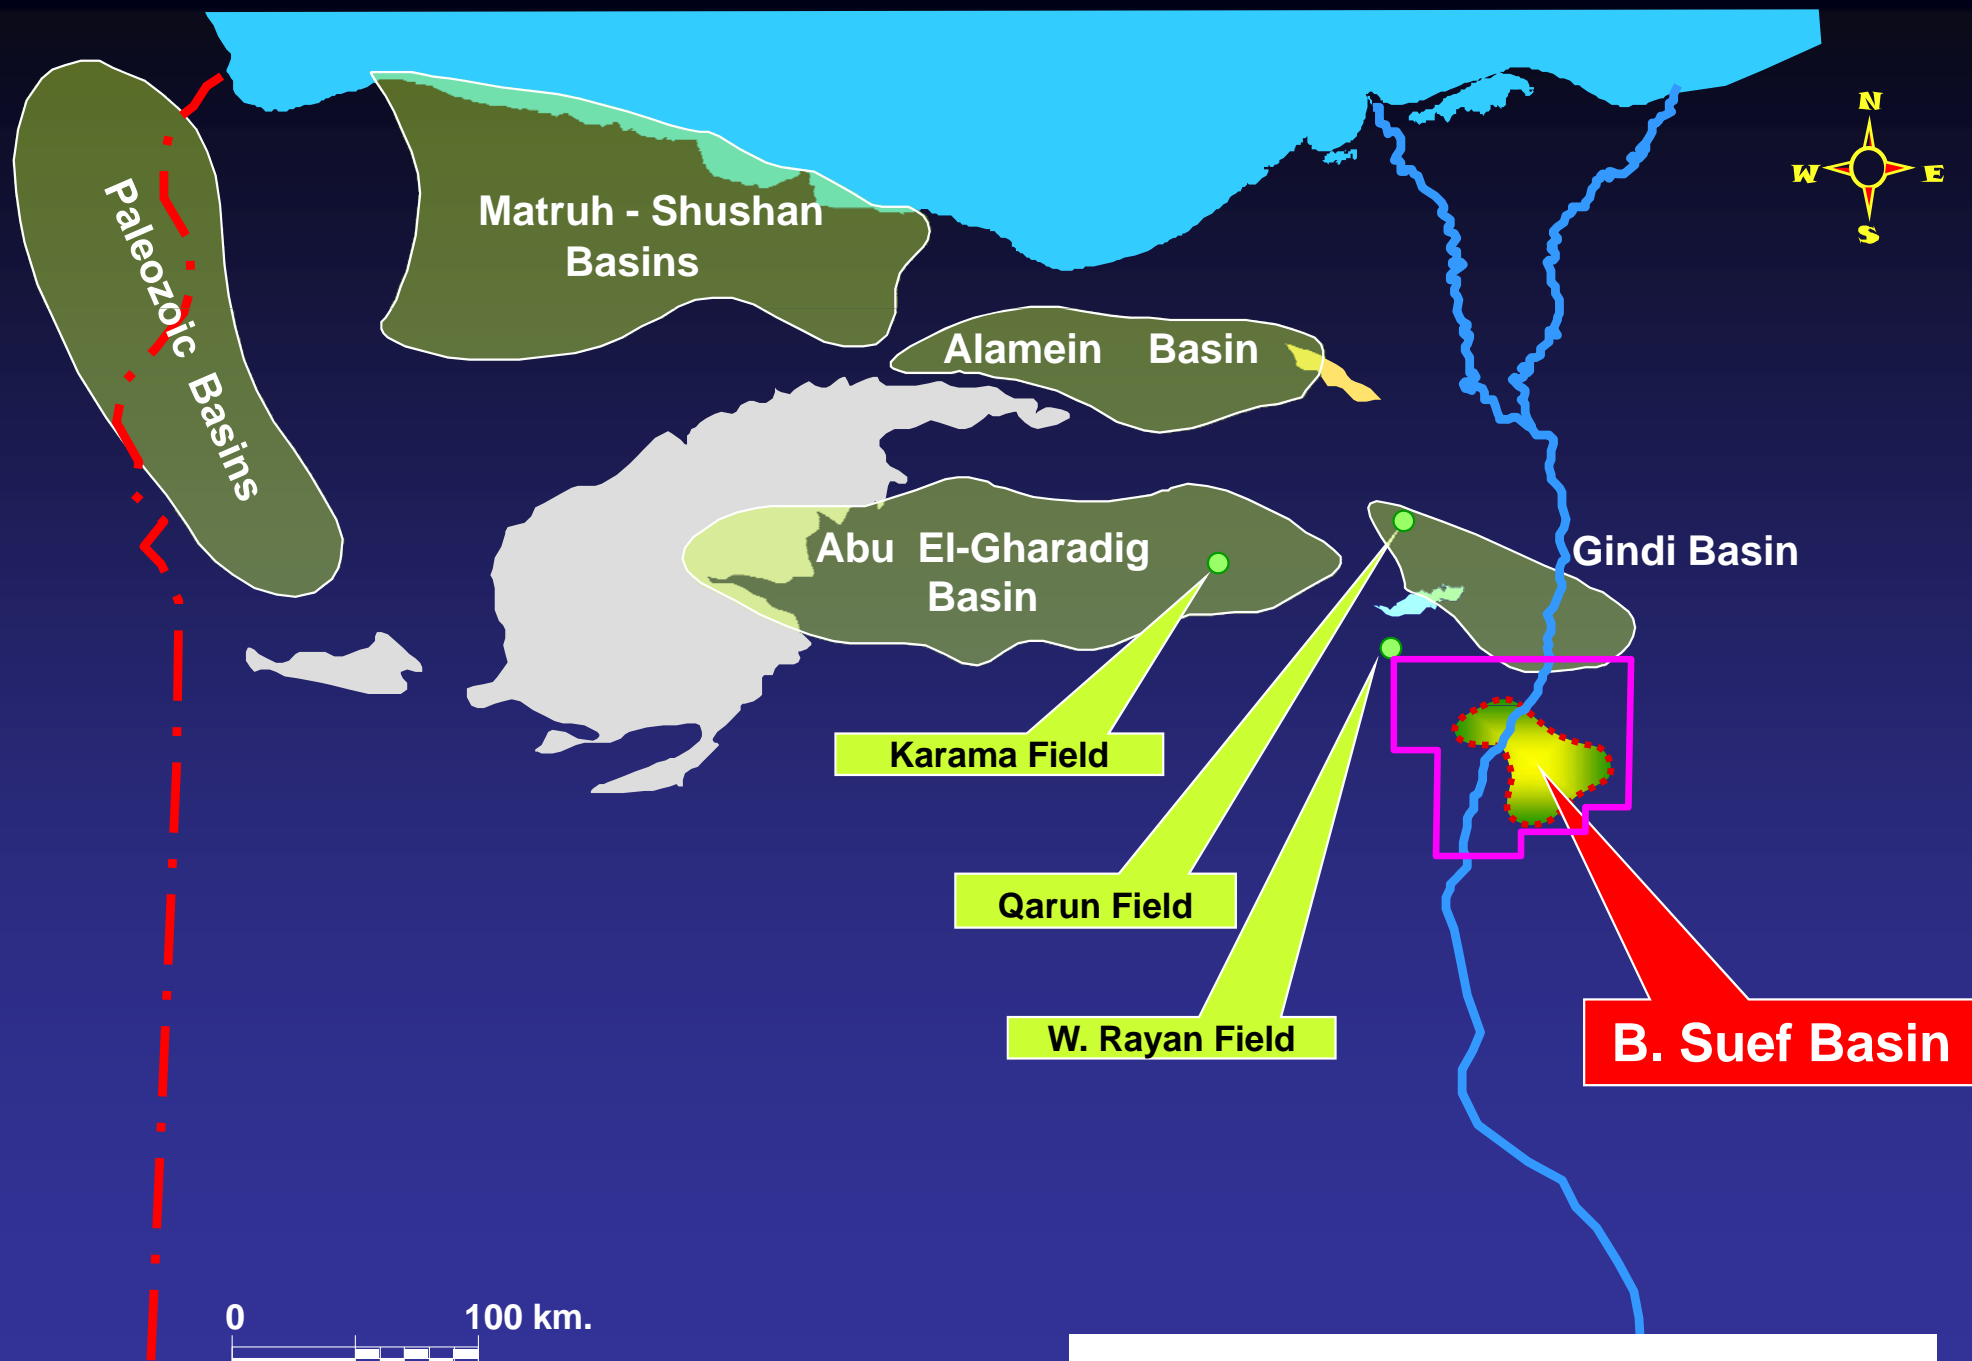 N
W
E
S
Paleozoic Basins
Matruh - Shushan
Basins
Alamein Basin
Abu El-Gharadig
Basin
Gindi Basin
Karama Field
Qarun Field
W. Rayan Field
B. Suef Basin
0
100 km.